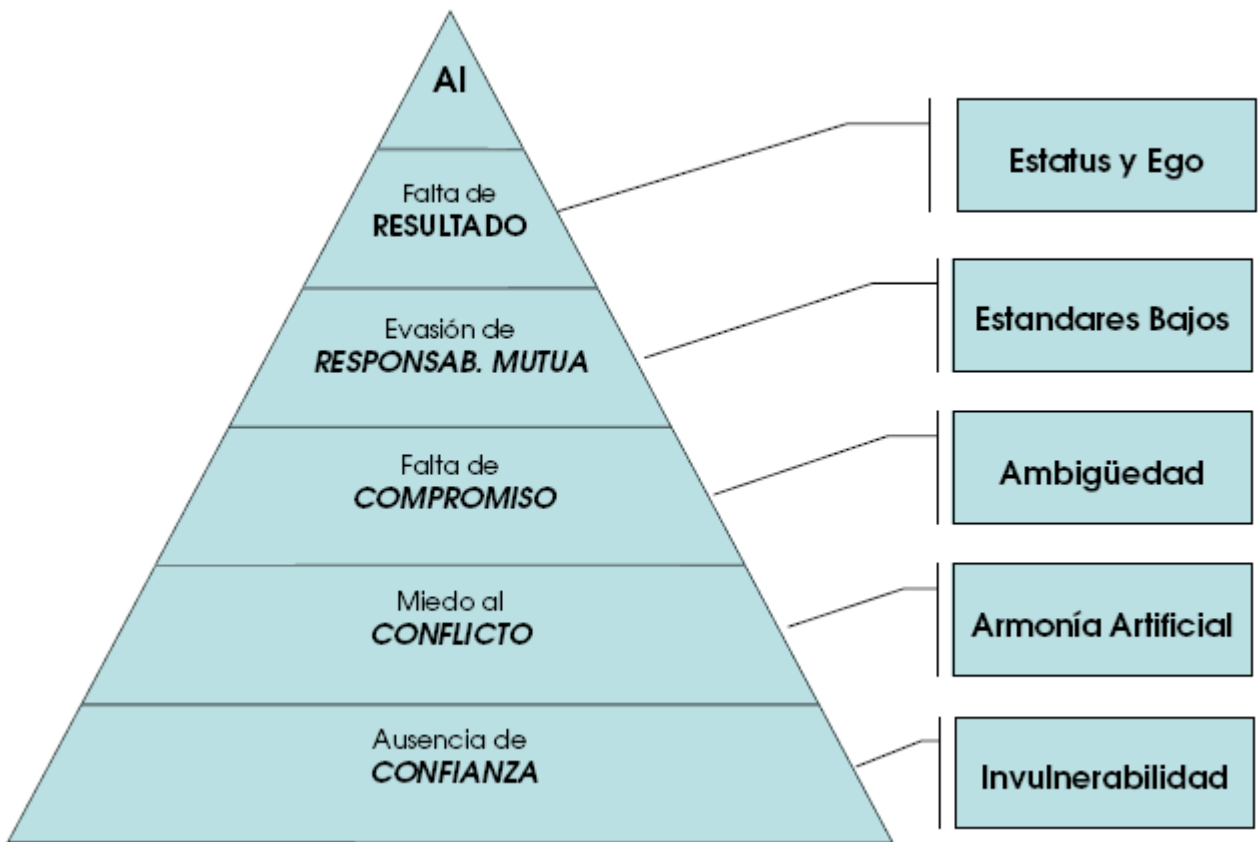 AI
Falta de
RESULTADO
Estatus y Ego
Evasión de
RESPONSAB. MUTUA
Estandares Bajos
Falta de
COMPROMISO
Ambigüedad
Miedo al
CONFLICTO
Armonía Artificial
Ausencia de
CONFIANZA
Invulnerabilidad